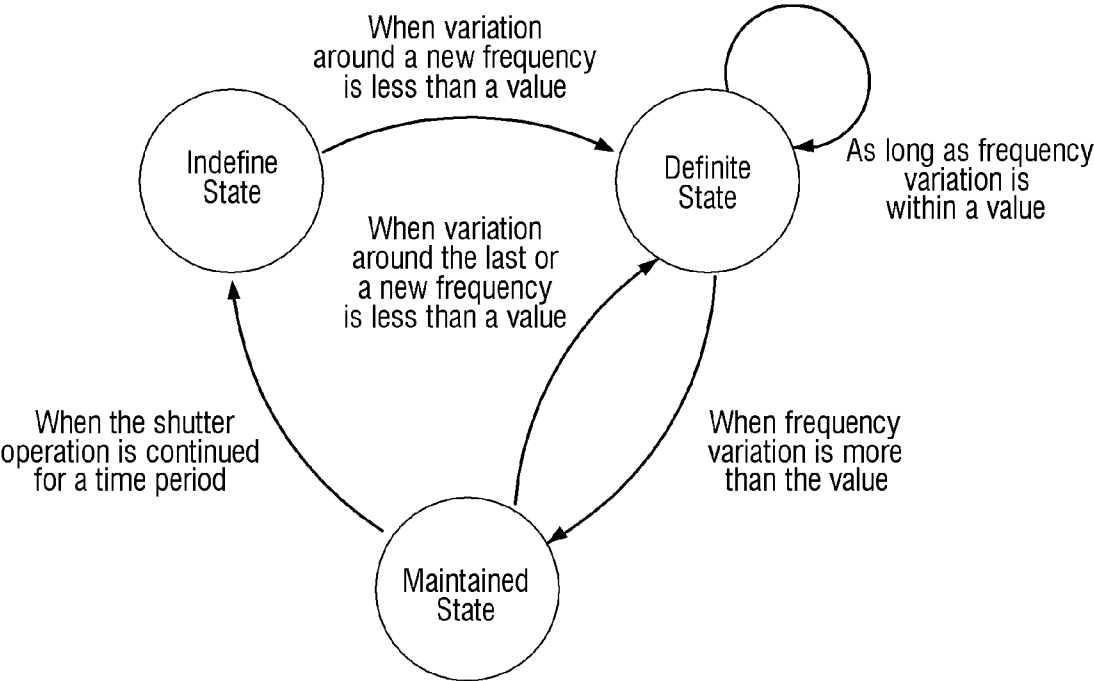 When variation
around a new frequency
is less than a value
Indefine
State
Definite
State
As long as frequency
variation is
within a value
When variation
around the last or
a new frequency
is less than a value
When the shutter
operation is continued
for a time period
When frequency
variation is more
than the value
Maintained
State